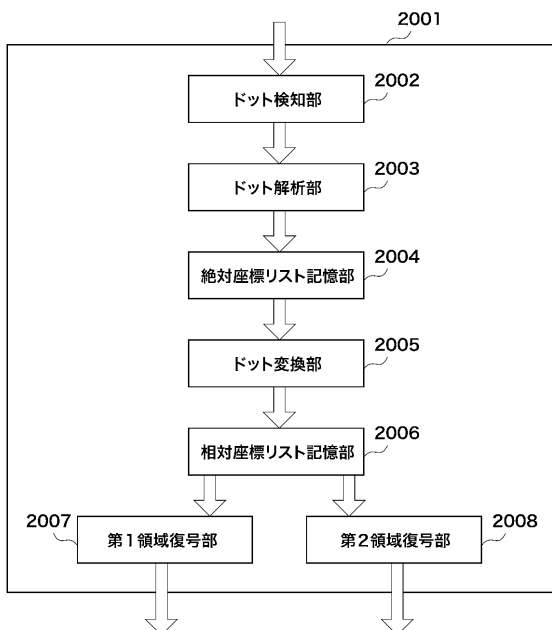 2001
ドット検知部
2002
ドット解析部
2003
絶対座標リスト記憶部
2004
ドット変換部
2005
相対座標リスト記憶部
2006
2007
第1領域復号部
第2領域復号部
2008